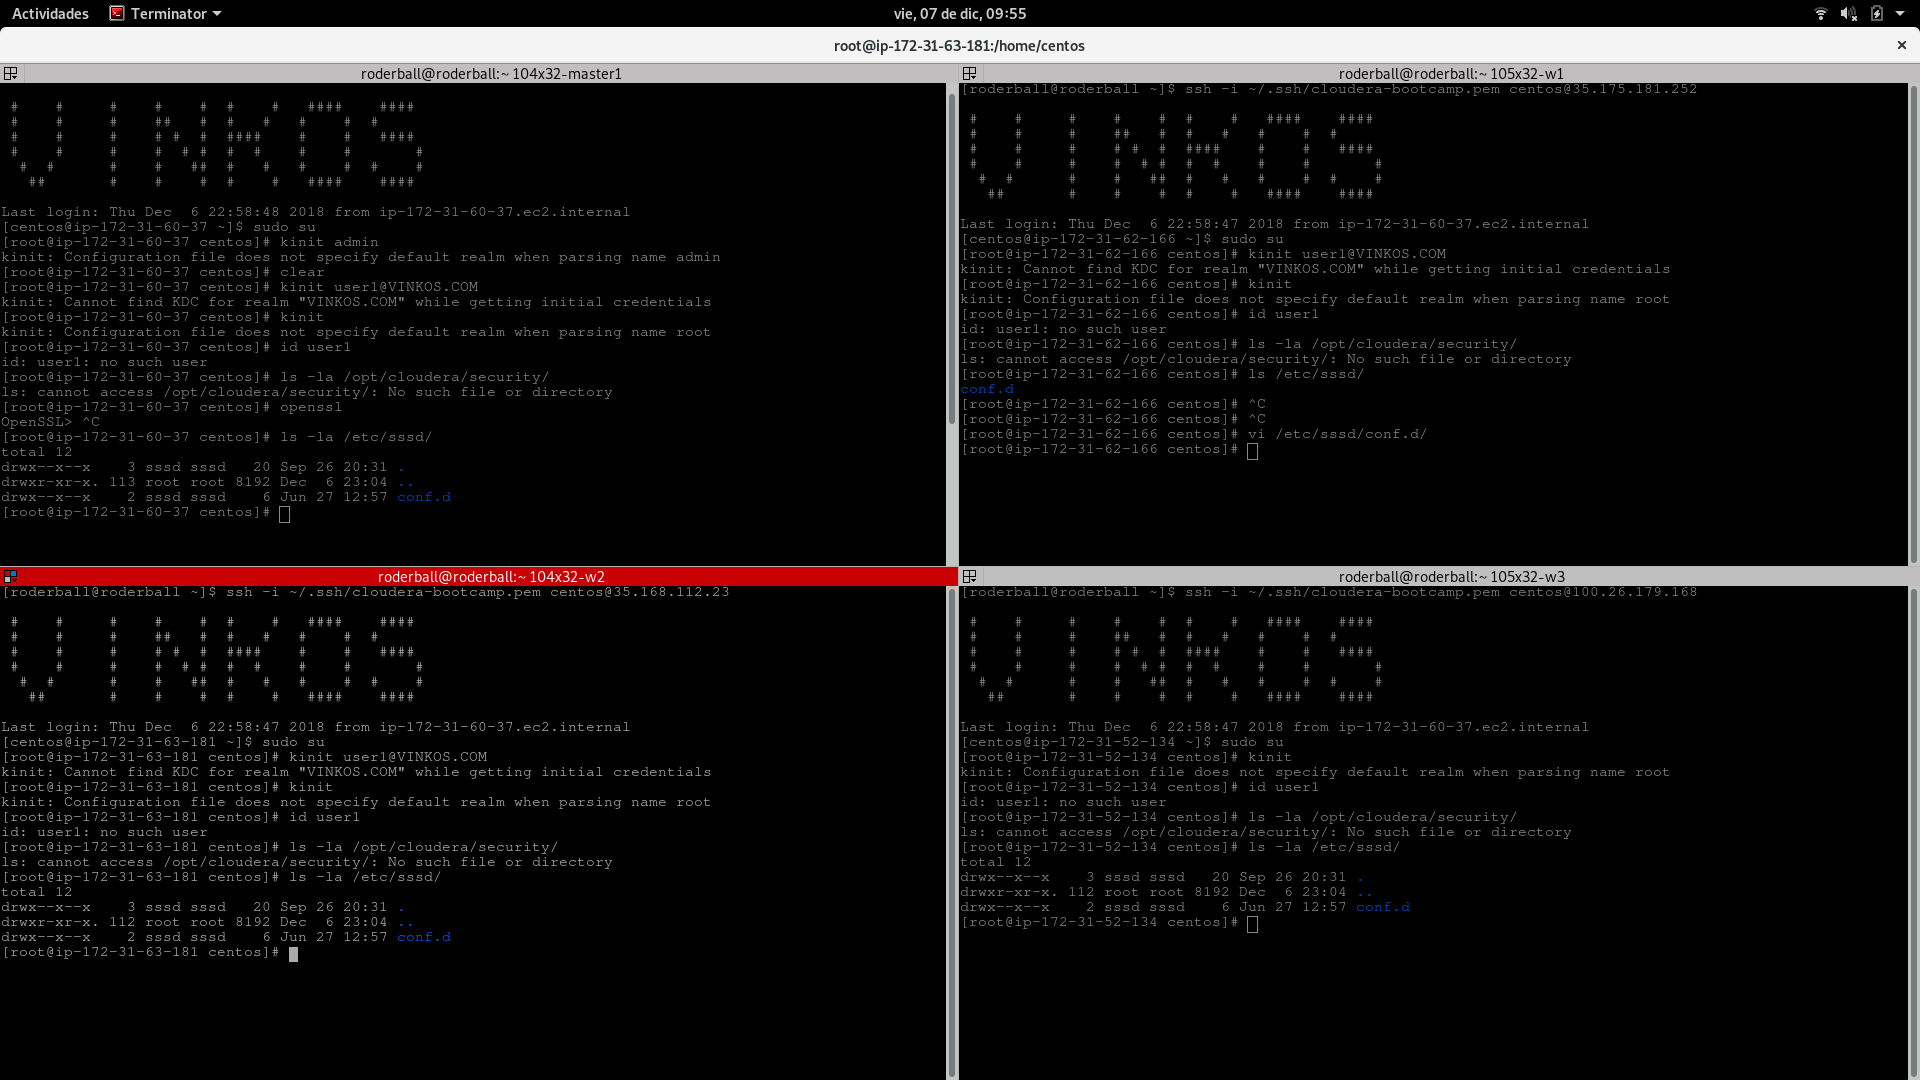 Actividades Terminator vie, 07 de dic, 09:55
root@ip-172-31-63-181:/home/centos
roderball@roderball:~ 104x32-master1
#    #     #    #    #  #    #   ####    ####
#    #     #    ##   #  #   #   #    #  #
#    #     #    # #  #  ####    #    #   ####
#    #     #    #  # #  #  #    #    #       #
#  #      #    #   ##  #   #   #    #  #    #
##       #    #    #  #    #   ####    ####
Last login: Thu Dec  6 22:58:48 2018 from ip-172-31-60-37.ec2.internal
[centos@ip-172-31-60-37 ~]$ sudo su
[root@ip-172-31-60-37 centos]# kinit admin
kinit: Configuration file does not specify default realm when parsing name admin
[root@ip-172-31-60-37 centos]# clear
[root@ip-172-31-60-37 centos]# kinit user1@VINKOS.COM
kinit: Cannot find KDC for realm "VINKOS.COM" while getting initial credentials
[root@ip-172-31-60-37 centos]# kinit
kinit: Configuration file does not specify default realm when parsing name root
[root@ip-172-31-60-37 centos]# id user1
id: user1: no such user
[root@ip-172-31-60-37 centos]# ls -la /opt/cloudera/security/
ls: cannot access /opt/cloudera/security/: No such file or directory
[root@ip-172-31-60-37 centos]# openssl
OpenSSL> ^C
[root@ip-172-31-60-37 centos]# ls -la /etc/sssd/
total 12
drwx--x--x    3 sssd sssd   20 Sep 26 20:31 .
drwxr-xr-x. 113 root root 8192 Dec  6 23:04 ..
drwx--x--x    2 sssd sssd    6 Jun 27 12:57 conf.d
[root@ip-172-31-60-37 centos]#
roderball@roderball:~ 105x32-w1
[roderball@roderball ~]$ ssh -i ~/.ssh/cloudera-bootcamp.pem centos@35.175.181.252
#    #     #    #    #  #    #   ####    ####
#    #     #    ##   #  #   #   #    #  #
#    #     #    # #  #  ####    #    #   ####
#    #     #    #  # #  #  #    #    #       #
#  #      #    #   ##  #   #   #    #  #    #
##       #    #    #  #    #   ####    ####
Last login: Thu Dec  6 22:58:47 2018 from ip-172-31-60-37.ec2.internal
[centos@ip-172-31-62-166 ~]$ sudo su
[root@ip-172-31-62-166 centos]# kinit user1@VINKOS.COM
kinit: Cannot find KDC for realm "VINKOS.COM" while getting initial credentials
[root@ip-172-31-62-166 centos]# kinit
kinit: Configuration file does not specify default realm when parsing name root
[root@ip-172-31-62-166 centos]# id user1
id: user1: no such user
[root@ip-172-31-62-166 centos]# ls -la /opt/cloudera/security/
ls: cannot access /opt/cloudera/security/: No such file or directory
[root@ip-172-31-62-166 centos]# ls /etc/sssd/
conf.d
[root@ip-172-31-62-166 centos]# ^C
[root@ip-172-31-62-166 centos]# ^C
[root@ip-172-31-62-166 centos]# vi /etc/sssd/conf.d/
[root@ip-172-31-62-166 centos]#
roderball@roderball:~ 104x32-w2
[roderball@roderball ~]$ ssh -i ~/.ssh/cloudera-bootcamp.pem centos@35.168.112.23
#    #     #    #    #  #    #   ####    ####
#    #     #    ##   #  #   #   #    #  #
#    #     #    # #  #  ####    #    #   ####
#    #     #    #  # #  #  #    #    #       #
#  #      #    #   ##  #   #   #    #  #    #
##       #    #    #  #    #   ####    ####
Last login: Thu Dec  6 22:58:47 2018 from ip-172-31-60-37.ec2.internal
[centos@ip-172-31-63-181 ~]$ sudo su
[root@ip-172-31-63-181 centos]# kinit user1@VINKOS.COM
kinit: Cannot find KDC for realm "VINKOS.COM" while getting initial credentials
[root@ip-172-31-63-181 centos]# kinit
kinit: Configuration file does not specify default realm when parsing name root
[root@ip-172-31-63-181 centos]# id user1
id: user1: no such user
[root@ip-172-31-63-181 centos]# ls -la /opt/cloudera/security/
ls: cannot access /opt/cloudera/security/: No such file or directory
[root@ip-172-31-63-181 centos]# ls -la /etc/sssd/
total 12
drwx--x--x    3 sssd sssd   20 Sep 26 20:31 .
drwxr-xr-x. 112 root root 8192 Dec  6 23:04 ..
drwx--x--x    2 sssd sssd    6 Jun 27 12:57 conf.d
[root@ip-172-31-63-181 centos]#
roderball@roderball:~ 105x32-w3
[roderball@roderball ~]$ ssh -i ~/.ssh/cloudera-bootcamp.pem centos@100.26.179.168
#    #     #    #    #  #    #   ####    ####
#    #     #    ##   #  #   #   #    #  #
#    #     #    # #  #  ####    #    #   ####
#    #     #    #  # #  #  #    #    #       #
#  #      #    #   ##  #   #   #    #  #    #
##       #    #    #  #    #   ####    ####
Last login: Thu Dec  6 22:58:47 2018 from ip-172-31-60-37.ec2.internal
[centos@ip-172-31-52-134 ~]$ sudo su
[root@ip-172-31-52-134 centos]# kinit
kinit: Configuration file does not specify default realm when parsing name root
[root@ip-172-31-52-134 centos]# id user1
id: user1: no such user
[root@ip-172-31-52-134 centos]# ls -la /opt/cloudera/security/
ls: cannot access /opt/cloudera/security/: No such file or directory
[root@ip-172-31-52-134 centos]# ls -la /etc/sssd/
total 12
drwx--x--x    3 sssd sssd   20 Sep 26 20:31 .
drwxr-xr-x. 112 root root 8192 Dec  6 23:04 ..
drwx--x--x    2 sssd sssd    6 Jun 27 12:57 conf.d
[root@ip-172-31-52-134 centos]#